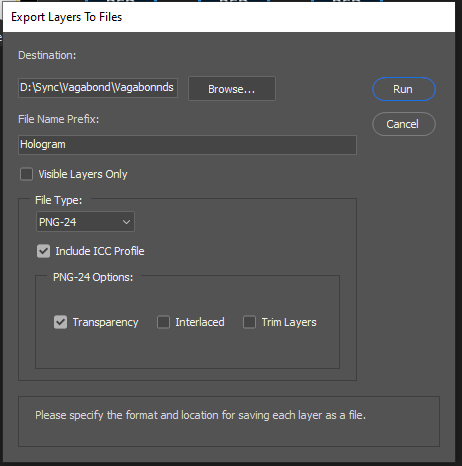 Export Layers To Files
Destination:
D:\Sync\Vagabond\Vagabonnds
Browse...
Run
File Name Prefix:
Cancel
Hologram
Visible Layers Only
File Type:
PNG-24
Include ICC Profile
PNG-24 Options:
Transparency Interlaced Trim Layers
Please specify the format and location for saving each layer as a file.